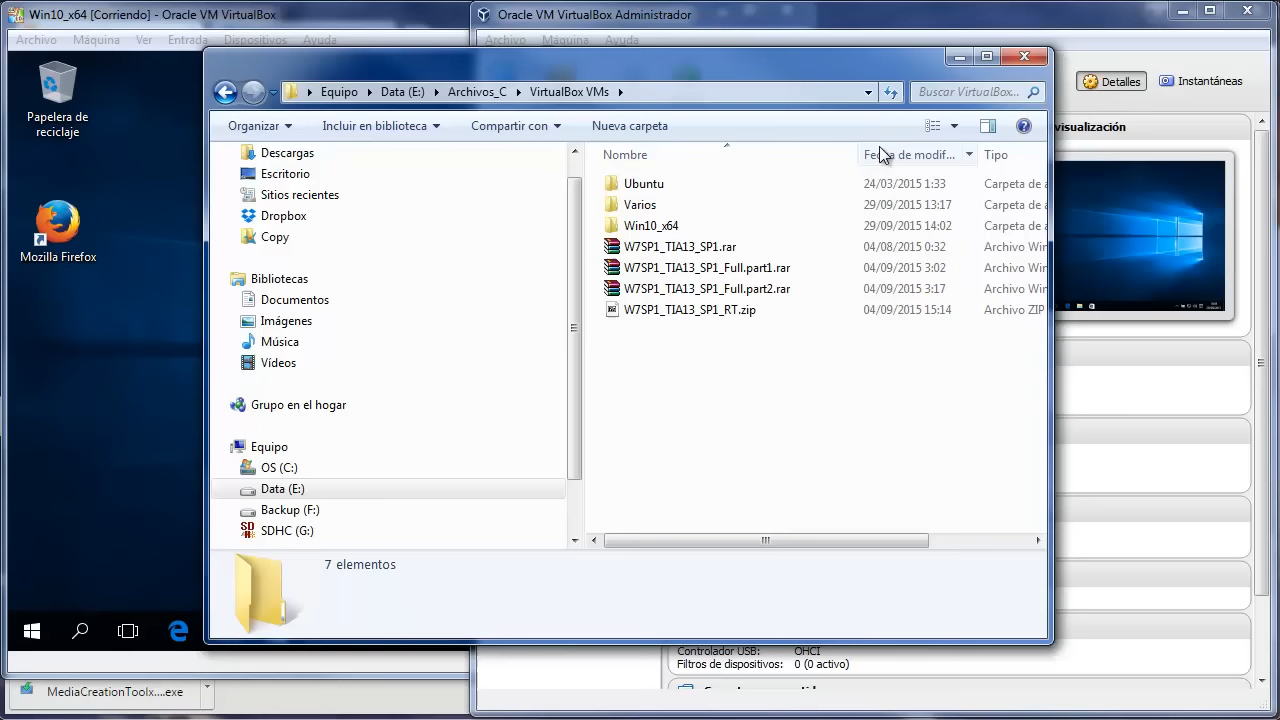 Win10_x64 [Corriendo] - Oracle VM VirtualBox
Oracle VM VirtualBox Administrador
Archivo Máquina Ver Entrada Dispositivos Ayuda
Archivo Máquina Ayuda
Papelera de
reciclaje
Mozilla Firefox
Detalles
Instantáneas
visualización
Equipo Data (E:) Archivos_C VirtualBox VMs
Buscar VirtualBox...
Organizar Incluir en biblioteca Compartir con Nueva carpeta
Descargas
Escritorio
Sitios recientes
Dropbox
Copy
Bibliotecas
Documentos
Imágenes
Música
Vídeos
Grupo en el hogar
Equipo
OS (C:)
Data (E:)
Backup (F:)
SDHC (G:)
Nombre Fecha de modif... Tipo
Ubuntu 24/03/2015 1:33 Carpeta de a
Varios 29/09/2015 13:17 Carpeta de a
Win10_x64 29/09/2015 14:02 Carpeta de a
W7SP1_TIA13_SP1.rar 04/08/2015 0:32 Archivo Win
W7SP1_TIA13_SP1_Full.part1.rar 04/09/2015 3:02 Archivo Win
W7SP1_TIA13_SP1_Full.part2.rar 04/09/2015 3:17 Archivo Win
W7SP1_TIA13_SP1_RT.zip 04/09/2015 15:14 Archivo ZIP
7 elementos
Controlador USB: OHCI
Filtros de dispositivos: 0 (0 activo)
MediaCreationToolx....exe